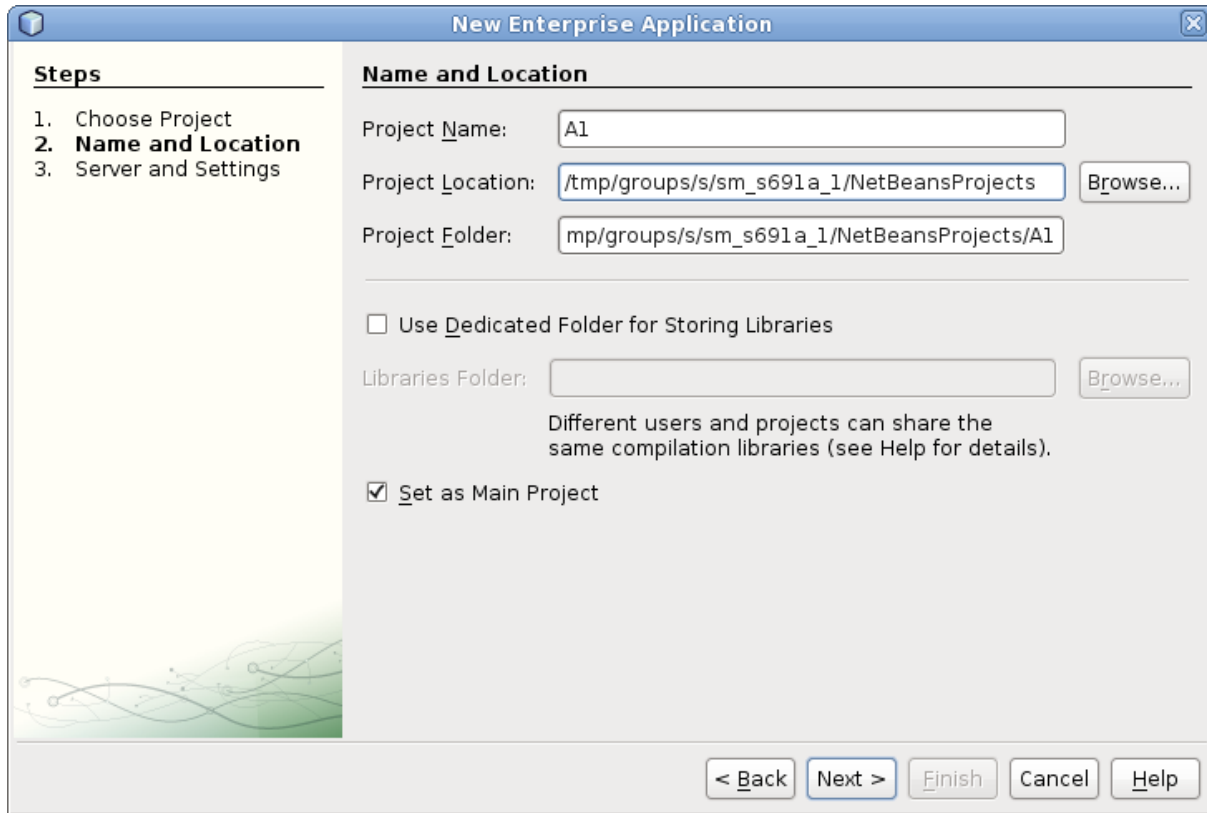 New Enterprise Application
Steps
1. Choose Project
2. Name and Location
3. Server and Settings
Name and Location
Project Name: A1
Project Location: /tmp/groups/s/sm_s691a_1/NetBeansProjects Browse...
Project Folder: mp/groups/s/sm_s691a_1/NetBeansProjects/A1
Use Dedicated Folder for Storing Libraries
Libraries Folder: Browse...
Different users and projects can share the
same compilation libraries (see Help for details).
Set as Main Project
< Back Next > Finish Cancel Help